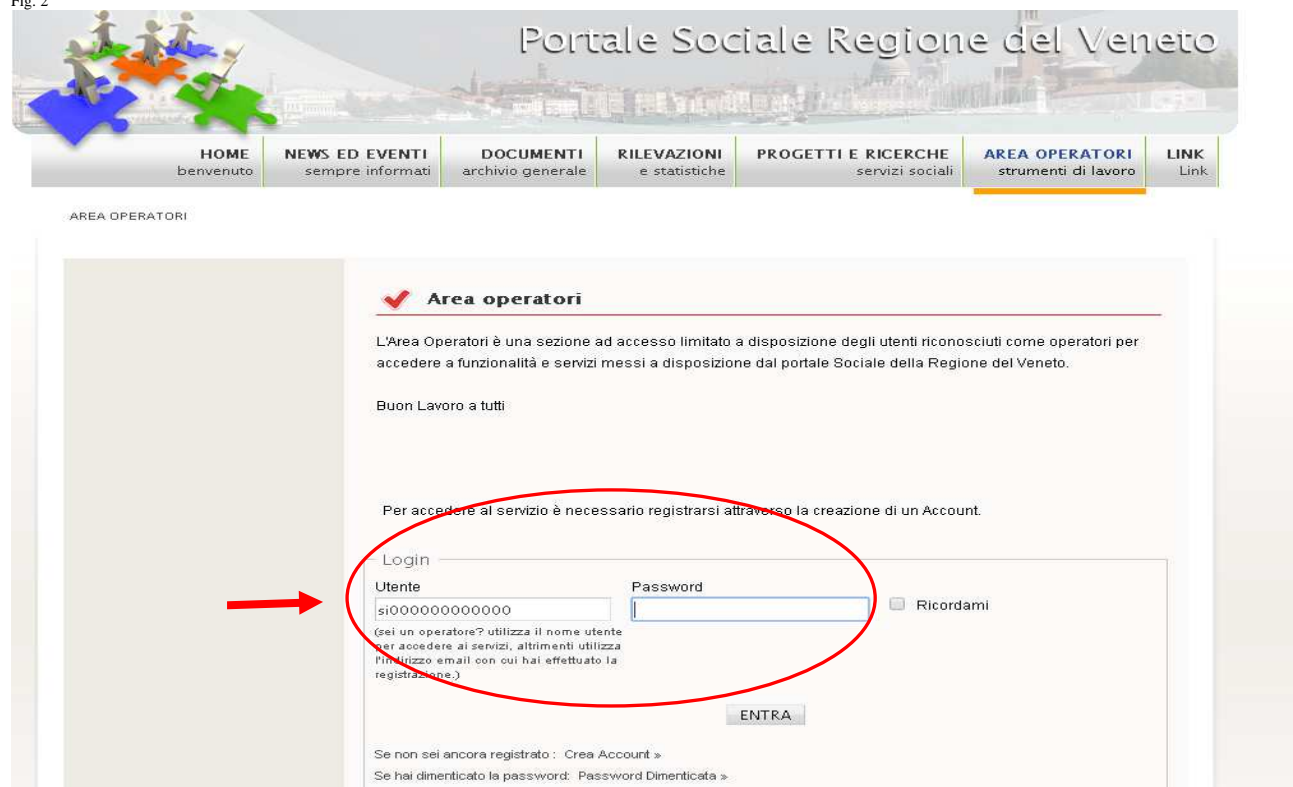 Fig. 2
Portale Sociale Regione del Veneto
HOME NEWS ED EVENTI DOCUMENTI RILEVAZIONI PROGETTI E RICERCHE AREA OPERATORI LINK
benvenuto sempre informati archivio generale e statistiche servizi sociali strumenti di lavoro Link
AREA OPERATORI
Area operatori
L'Area Operatori è una sezione ad accesso limitato a disposizione degli utenti riconosciuti come operatori per
accedere a funzionalità e servizi messi a disposizione dal portale Sociale della Regione del Veneto.
Buon Lavoro a tutti
Per accedere al servizio è necessario registrarsi attraverso la creazione di un Account.
Login
Utente Password
si000000000000 Ricordami
(sei un operatore? utilizza il nome utente
per accedere ai servizi, altrimenti utilizza
l'indirizzo email con cui hai effettuato la
registrazione.)
ENTRA
Se non sei ancora registrato : Crea Account »
Se hai dimenticato la password: Password Dimenticata »